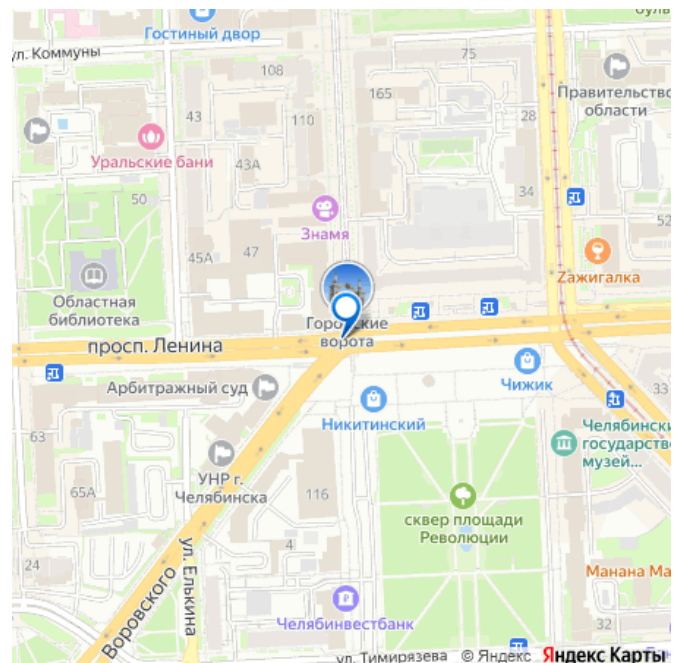 буль
Гостиный двор
ул. Коммуны
75
108
165
Правительство
области
43
110
28
Уральские бани
43А
34
50
Знамя
52
45А
47
Zажигалка
Областная
библиотека
Городские
ворота
просп. Ленина
Чижик
Арбитражный суд
33
Никитинский
Челябински
государстве
музей...
63
УНР г.
Челябинска
65А
116
сквер площади
Революции
4
24
ул. Елькина
Манана Ма
Воровского
Челябинвестбанк
32
ул. Тимирязева
© Яндекс Яндекс Карты